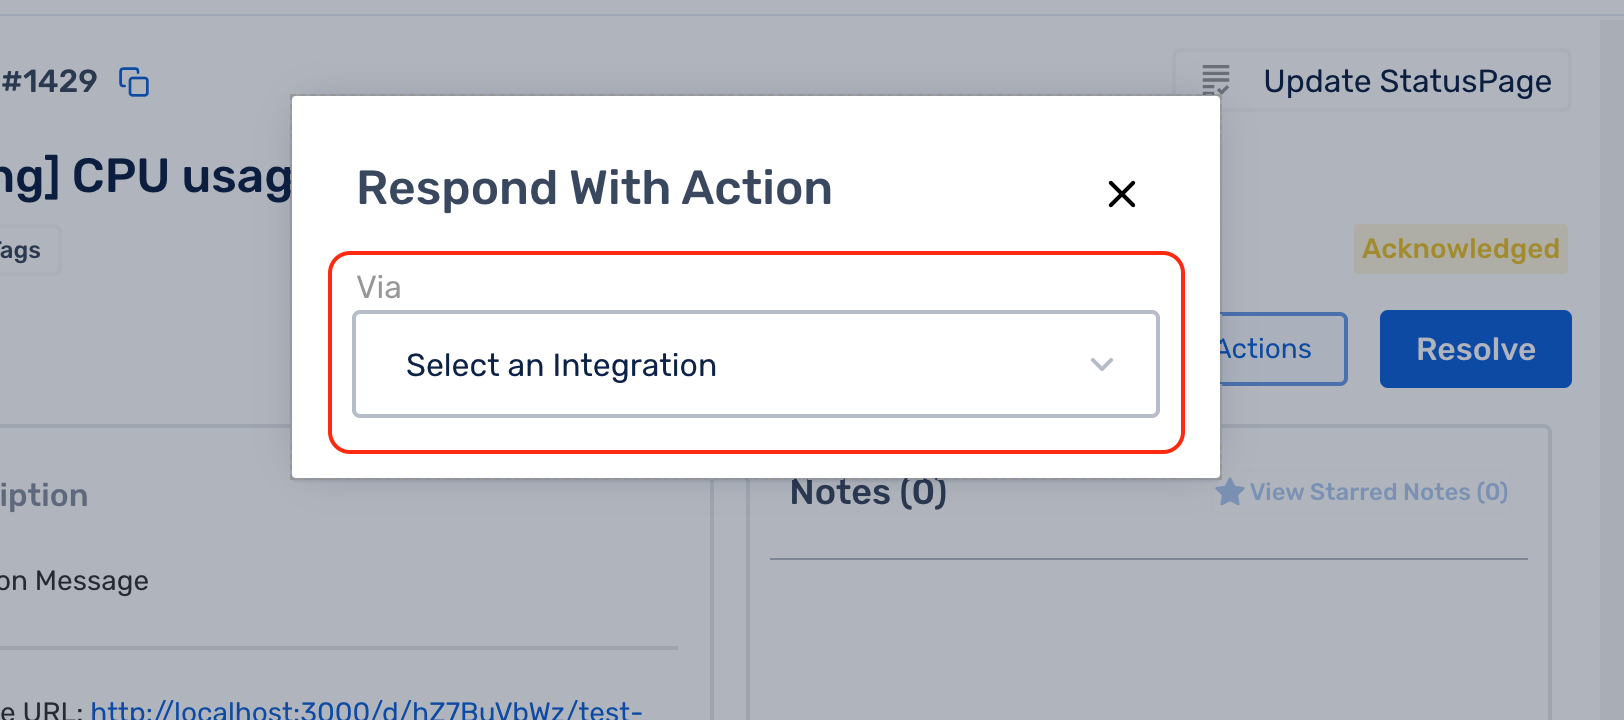 #1429
Update StatusPage
ng] CPU usag
Respond With Action
ags
Acknowledged
Via
Select an Integration
Actions
Resolve
iption
Notes (0)
View Starred Notes (0)
on Message
e URL: http://localhost:3000/d/hZ7BuVbWz/test-